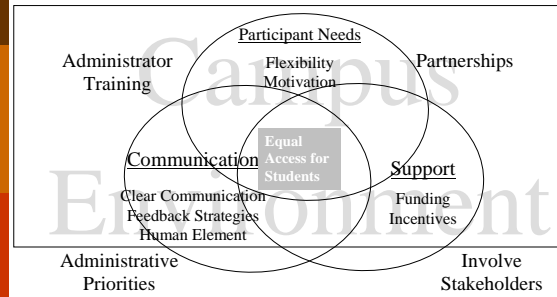 Campus
Environment
Participant Needs
Flexibility
Motivation
Administrator
Training
Partnerships
Equal
Access for
Students
Communication
Clear Communication
Feedback Strategies
Human Element
Support
Funding
Incentives
Administrative
Priorities
Involve
Stakeholders